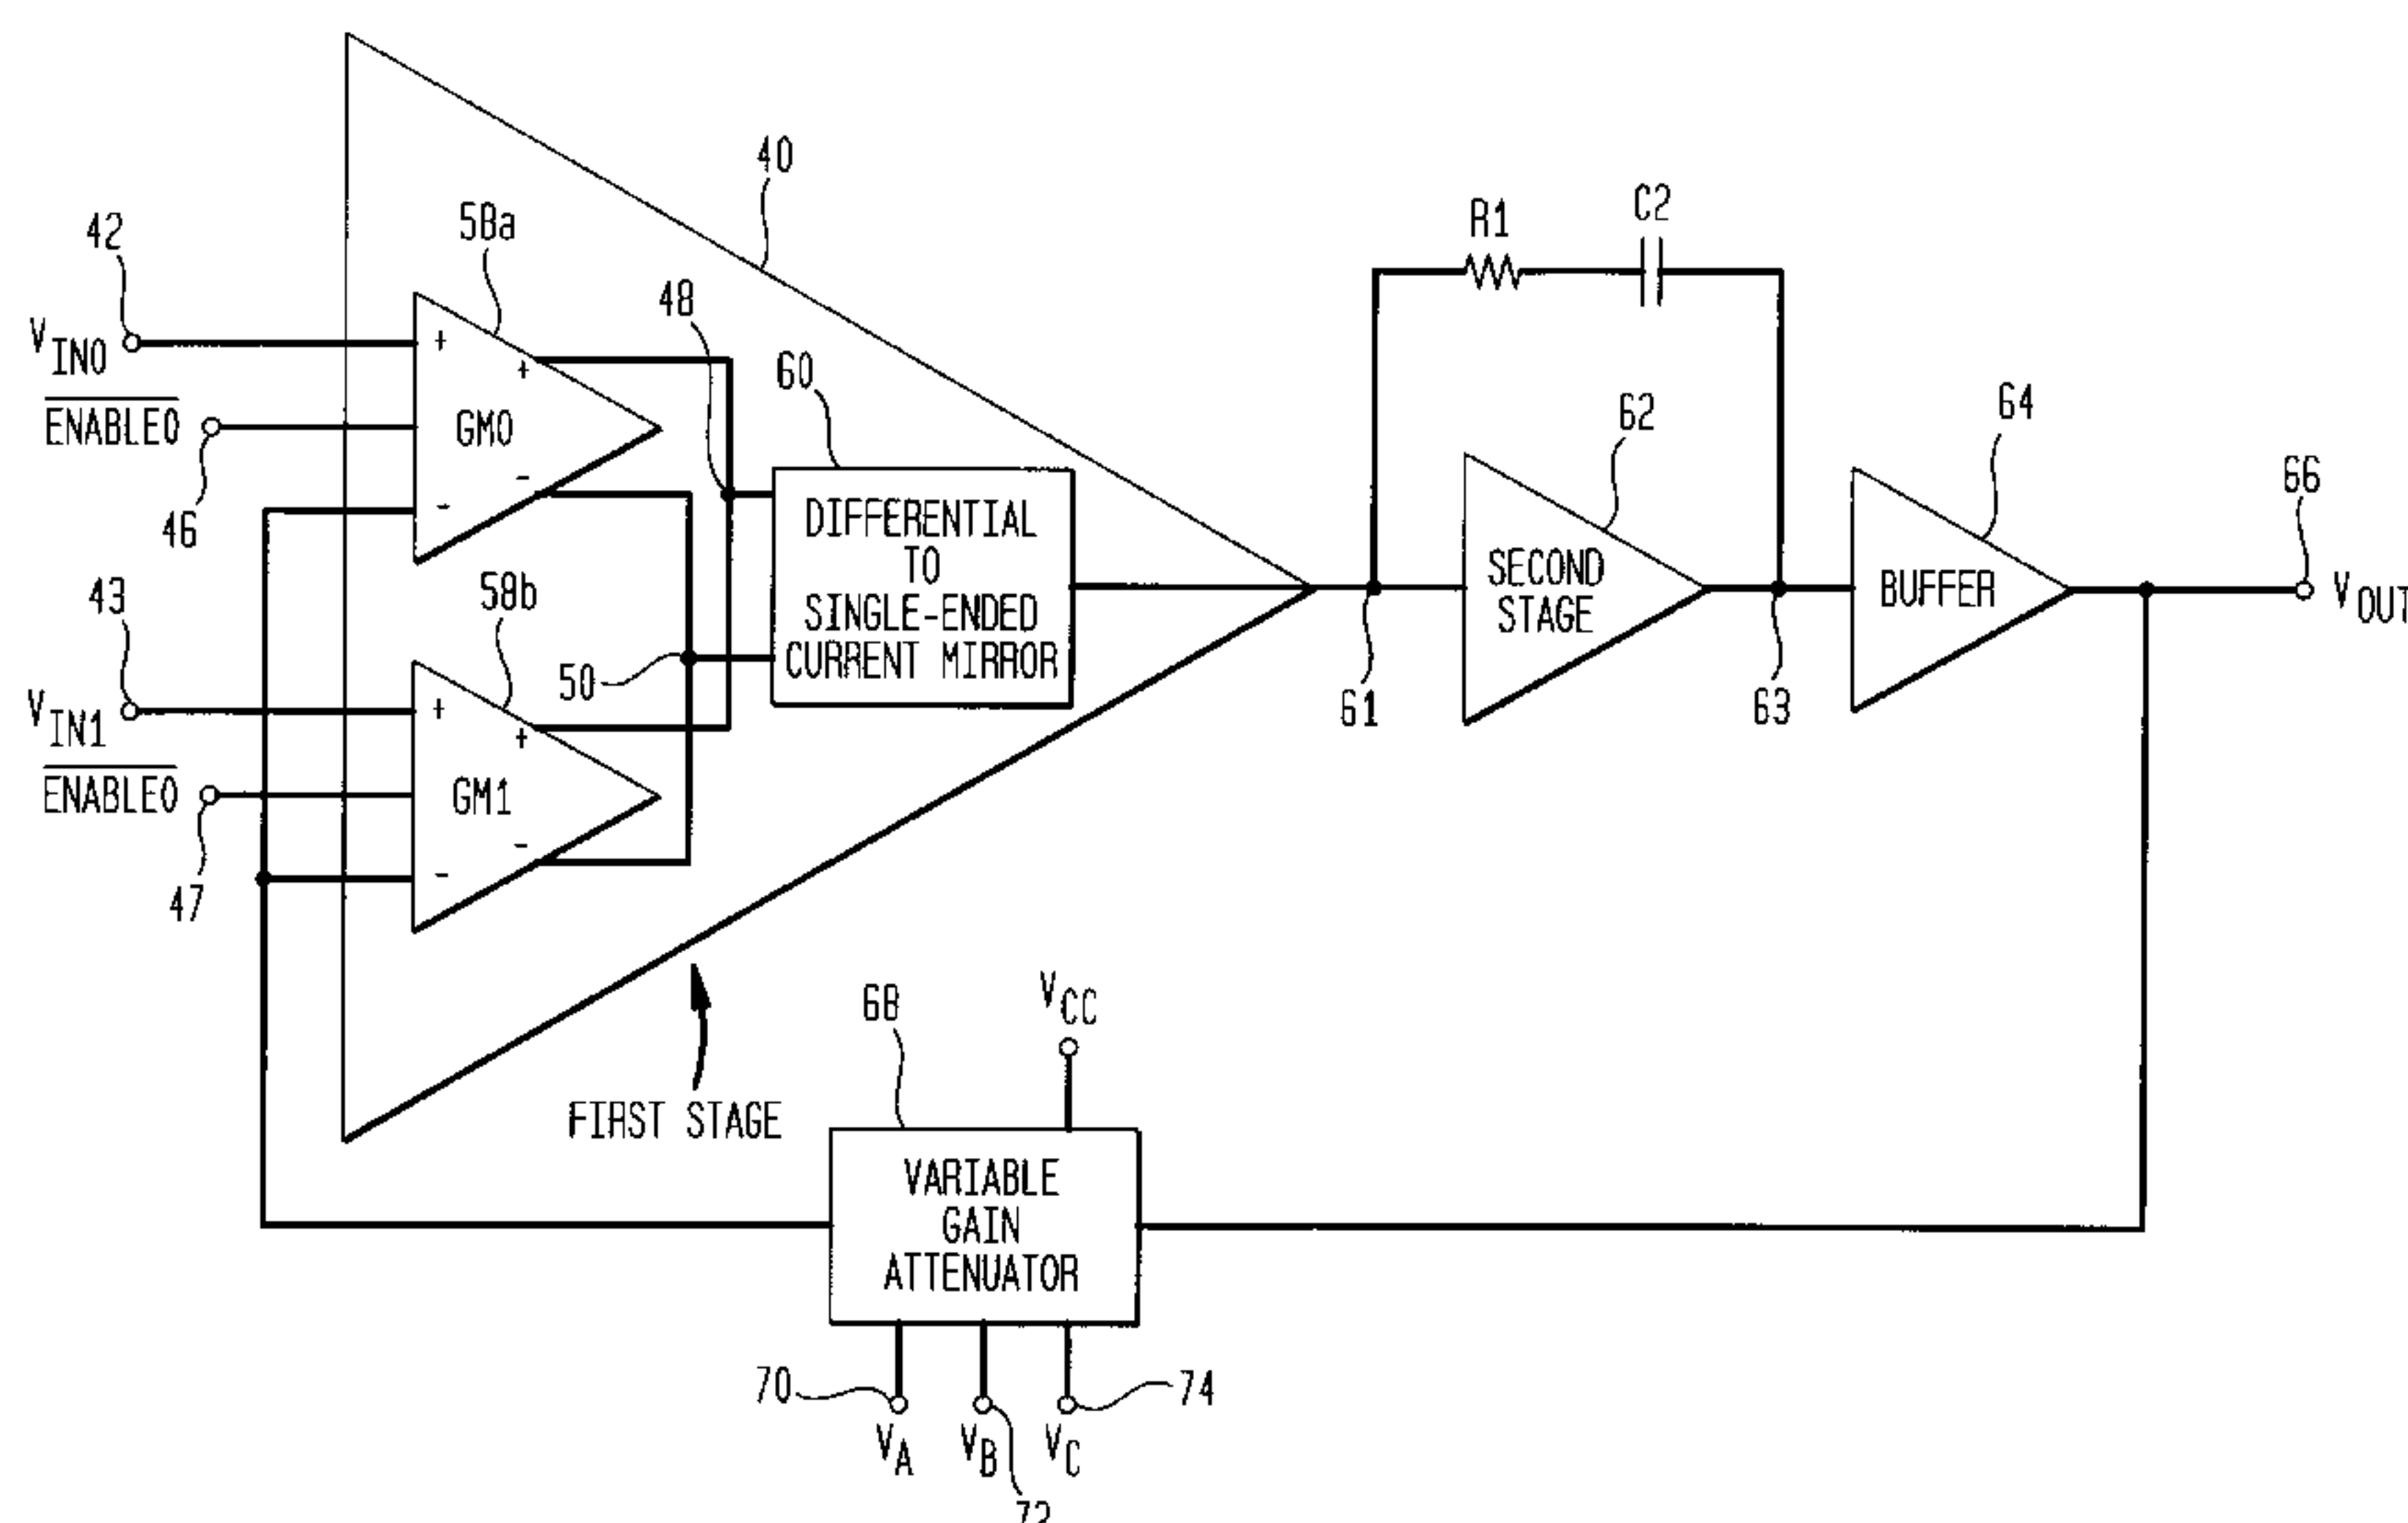 40
42
58a
48
C2
R1
V IN0
+
+
60
ENABLE0
GM0
62
64
66
-
-
46
DIFFERENTIAL
TO
SINGLE-ENDED
CURRENT MIRROR
SECOND
STAGE
BUFFER
V OUT
43
58b
50
61
63
V IN1
+
+
ENABLE0
GM1
-
-
47
FIRST STAGE
68
V CC
VARIABLE
GAIN
ATTENUATOR
70
74
V A
V B
V C
72